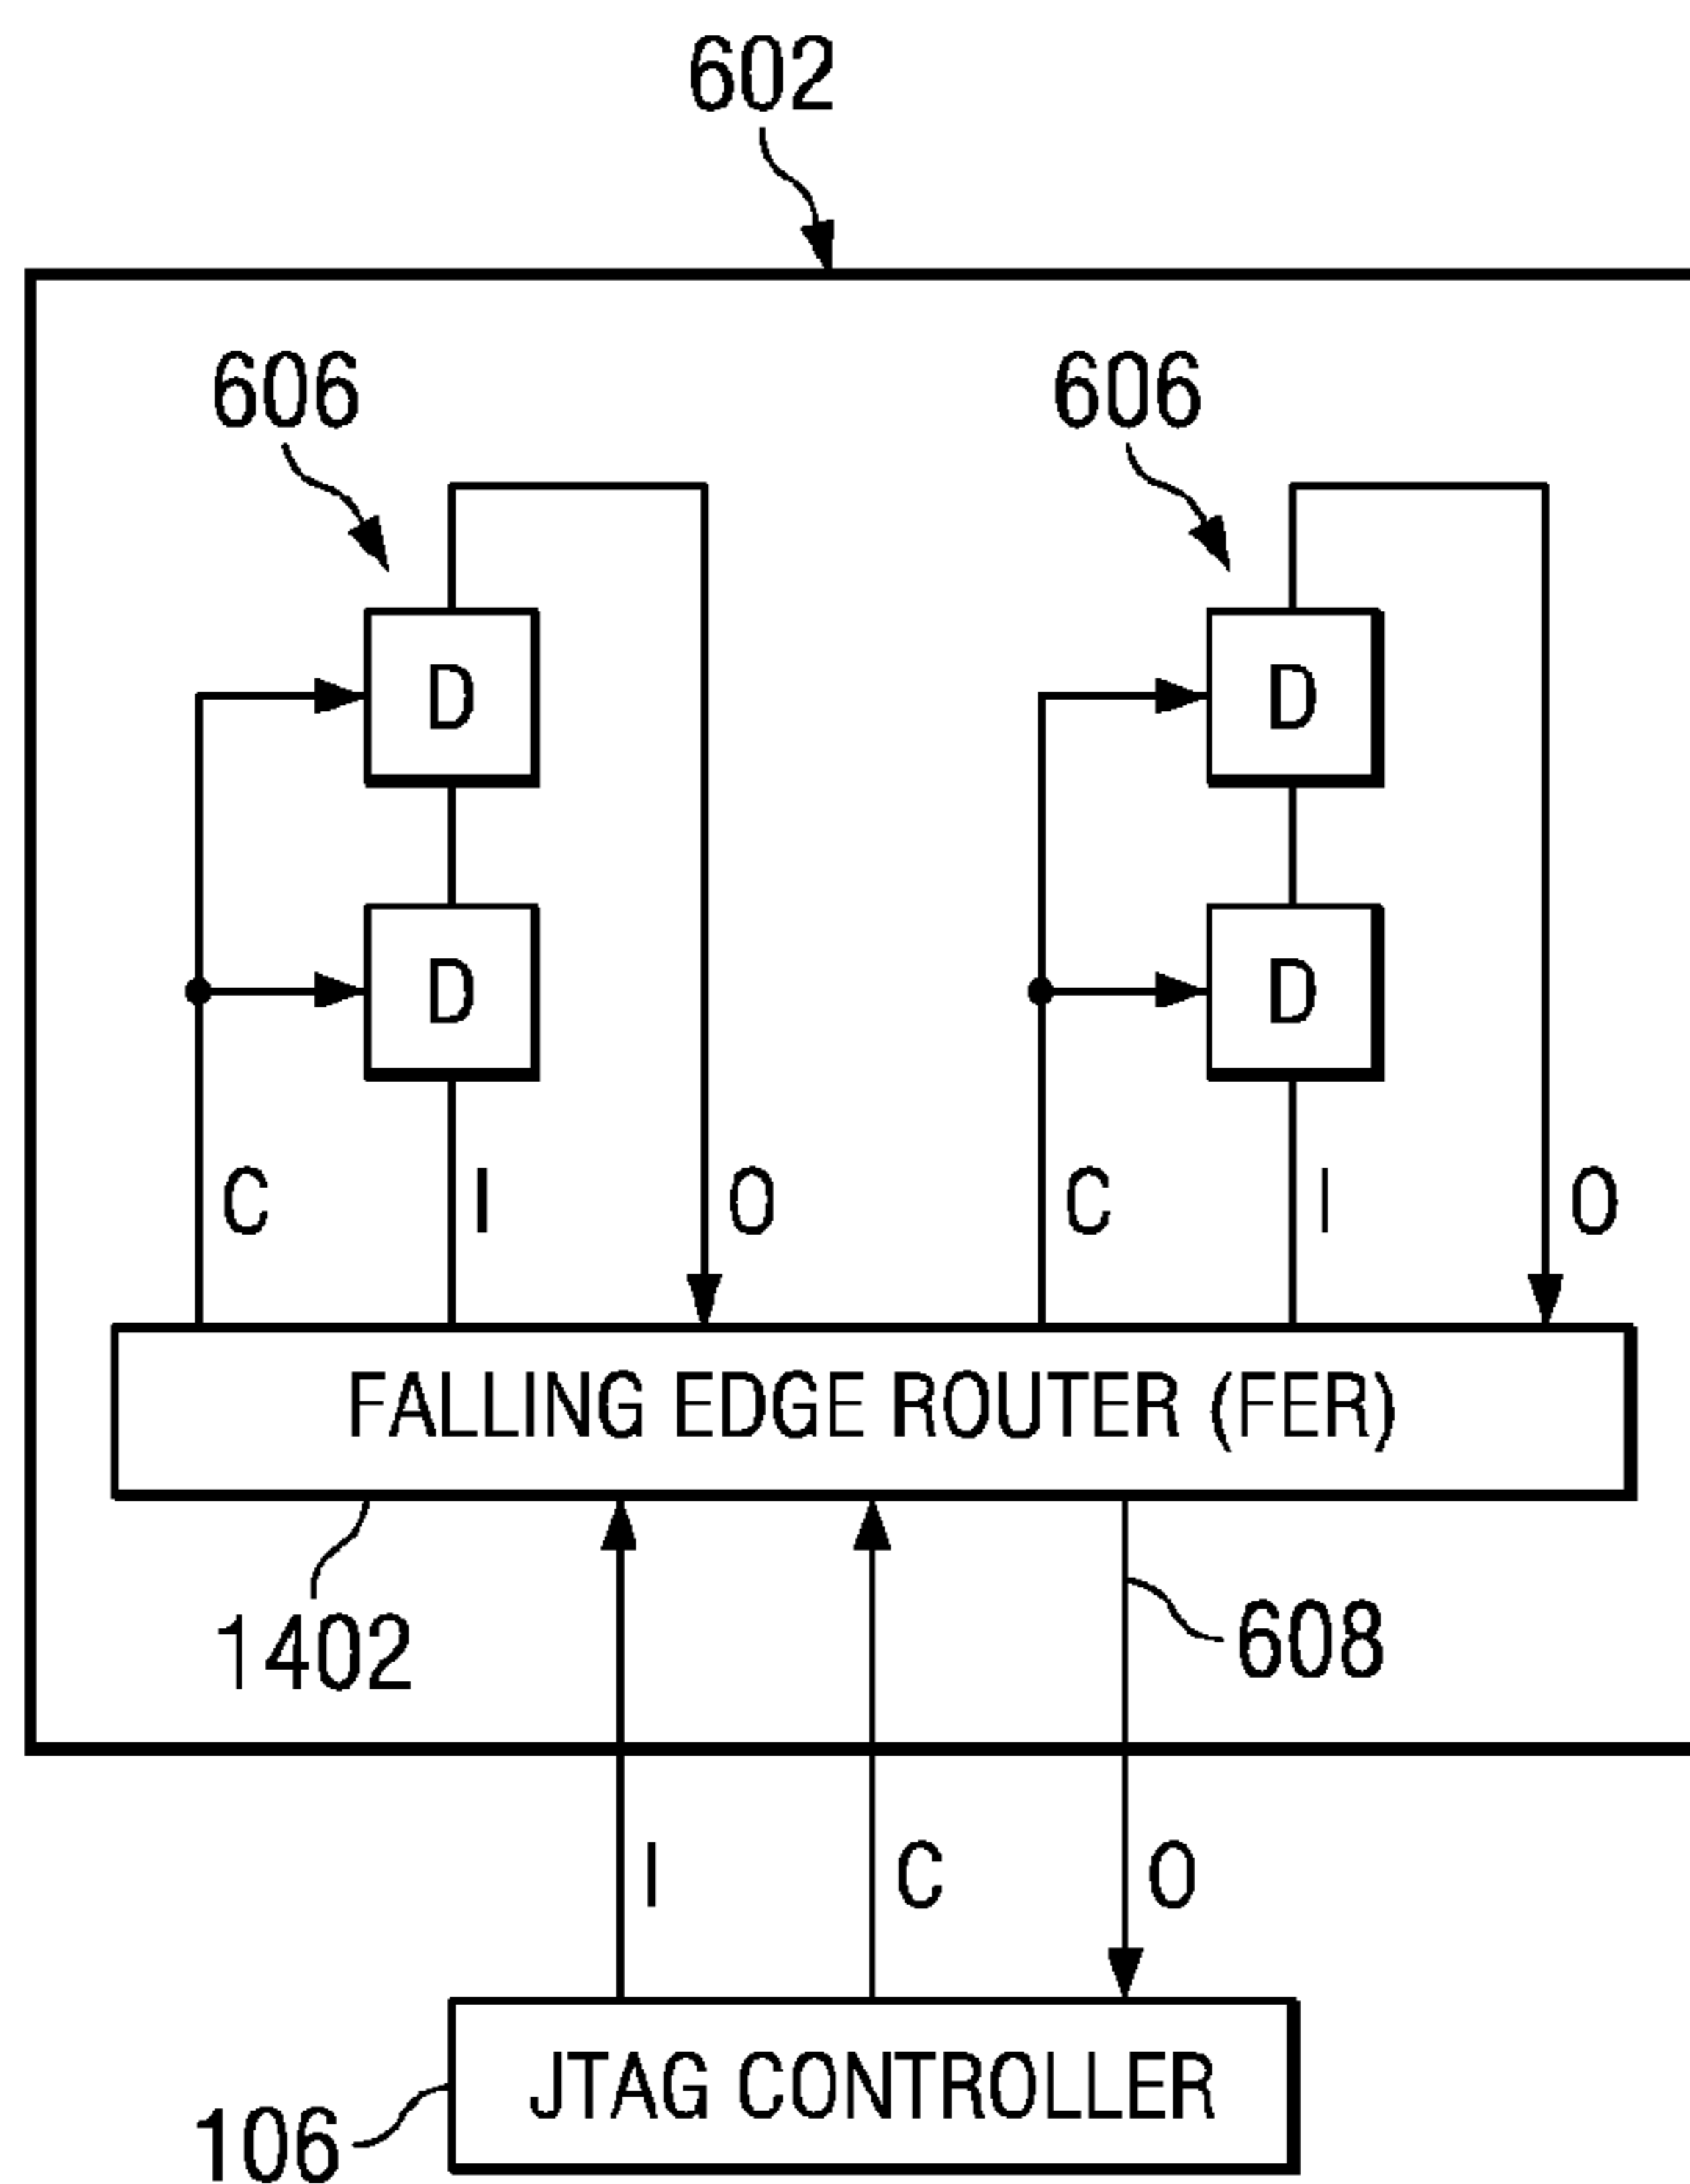 602
606 606
D D
D D
C I O C I O
FALLING EDGE ROUTER (FER)
1402 608
I C O
JTAG CONTROLLER
106